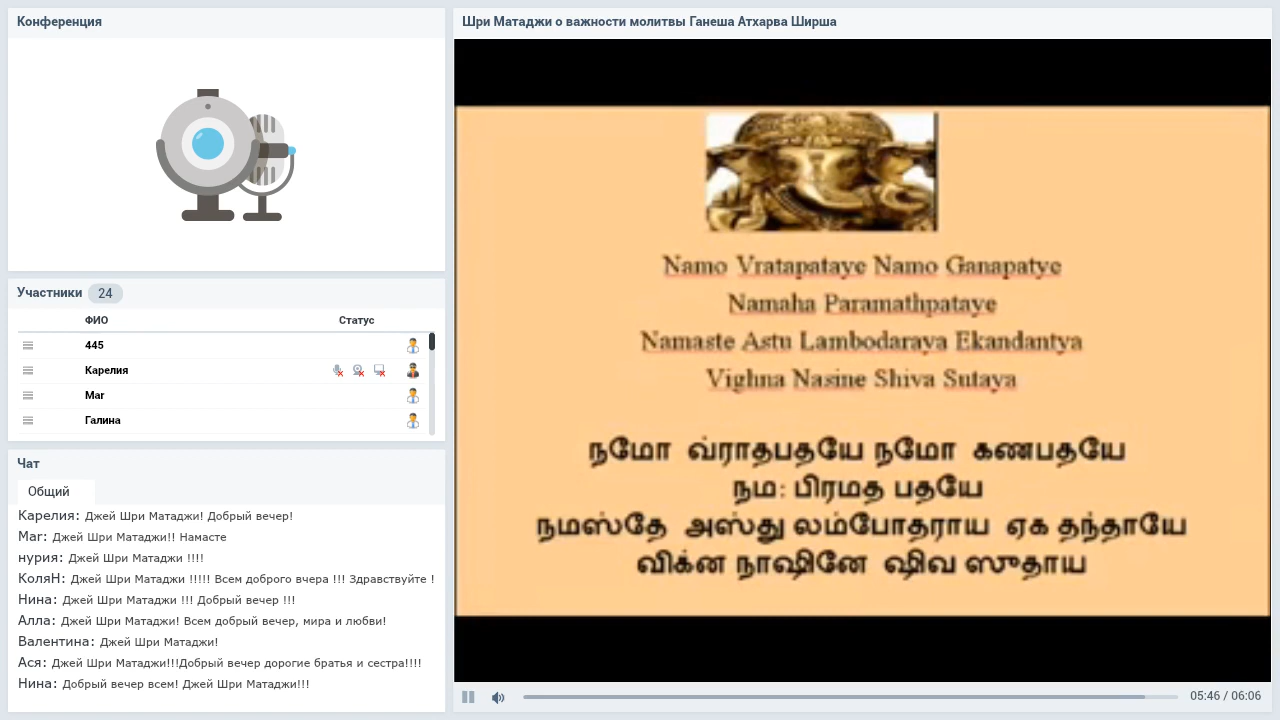 Конференция
Участники 24
ФИО Статус
445
Карелия
Mar
Галина
Чат
Общий
Карелия: Джей Шри Матаджи! Добрый вечер!
Mar: Джей Шри Матаджи!! Намасте
нурия: Джей Шри Матаджи !!!!
КоляН: Джей Шри Матаджи !!!!! Всем доброго вчера !!! Здравствуйте !
Нина: Джей Шри Матаджи !!! Добрый вечер !!!
Алла: Джей Шри Матаджи! Всем добрый вечер, мира и любви!
Валентина: Джей Шри Матаджи!
Ася: Джей Шри Матаджи!!!Добрый вечер дорогие братья и сестра!!!!
Нина: Добрый вечер всем! Джей Шри Матаджи!!!
Шри Матаджи о важности молитвы Ганеша Атхарва Ширша
Namo Vratapataye Namo Ganapatye
Namaha Paramathpataye
Namaste Astu Lambodaraya Ekandantya
Vighna Nasine Shiva Sutaya
நமோ வ்ராதபதயே நமோ கணபதயே
நம: பிரமத பதயே
நமஸ்தே அஸ்து லம்போதராய ஏக தந்தாயே
விக்ன நாஷினே ஷிவ ஸுதாய
05:46 / 06:06